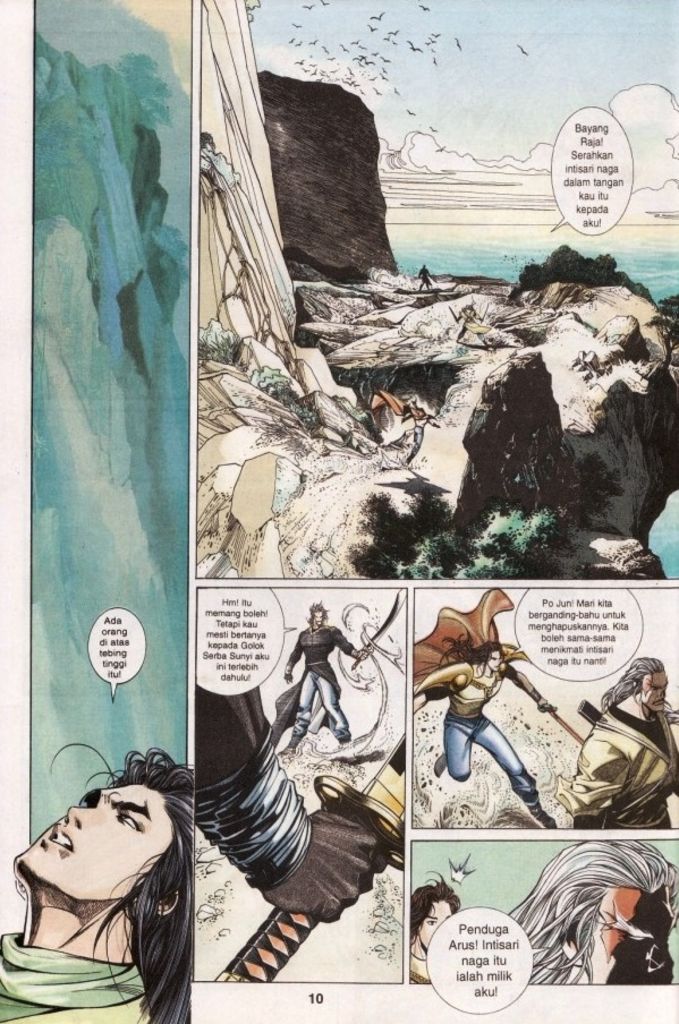 Ada
orang
di atas
tebing
tinggi
itu!
Bayang
Raja!
Serahkan
intisari naga
dalam tangan
kau itu
kepada
aku!
Hm! Itu
memang boleh!
Tetapi kau
mesti bertanya
kepada Golok
Serba Sunyi aku
ini terlebih
dahulu!
Po Jun! Mari kita
berganding-bahu untuk
menghapuskannya. Kita
boleh sama-sama
menikmati intisari
naga itu nanti!
Penduga
Arus! Intisari
naga itu
ialah milik
aku!
10